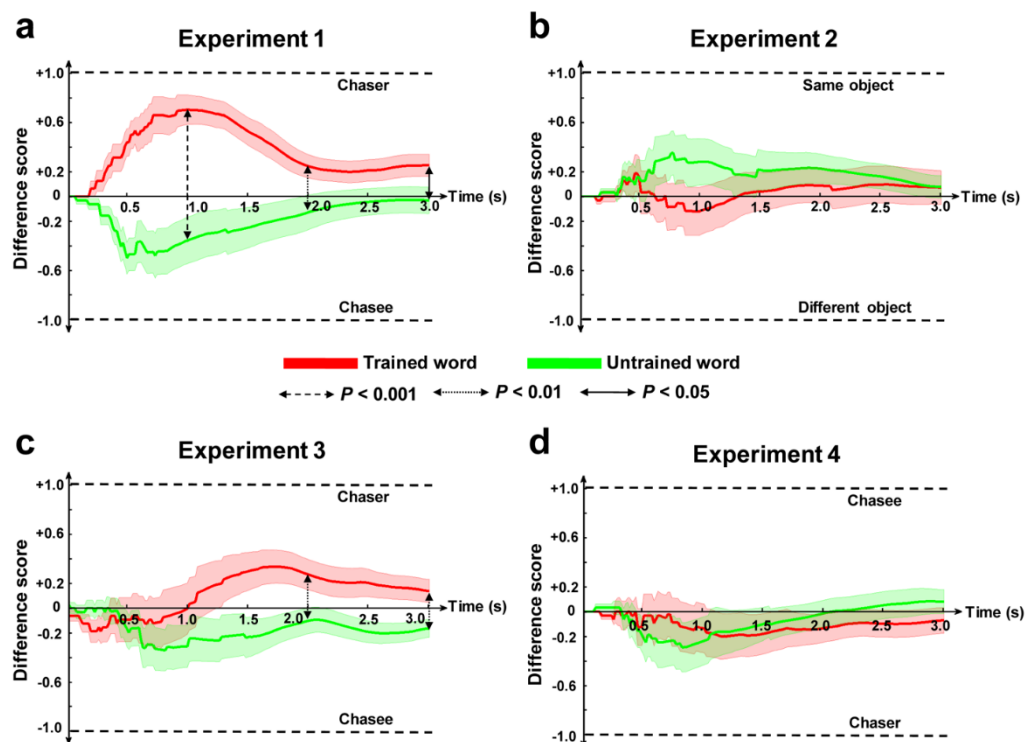 a
Experiment 1
+1.0
Chaser
+0.6
+0.2
0
-0.2
-0.6
-1.0
0.5
1.0
1.5
2.0
2.5
3.0
Time (s)
Difference score
Chasee
b
Experiment 2
+1.0
Same object
+0.6
+0.2
0
-0.2
-0.6
-1.0
0.5
1.0
1.5
2.0
2.5
3.0
Time (s)
Difference score
Different object
Trained word
Untrained word
P < 0.001
P < 0.01
P < 0.05
c
Experiment 3
+1.0
Chaser
+0.6
+0.2
0
-0.2
-0.6
-1.0
0.5
1.0
1.5
2.0
2.5
3.0
Time (s)
Difference score
Chasee
d
Experiment 4
+1.0
Chasee
+0.6
+0.2
0
-0.2
-0.6
-1.0
0.5
1.0
1.5
2.0
2.5
3.0
Time (s)
Difference score
Chaser